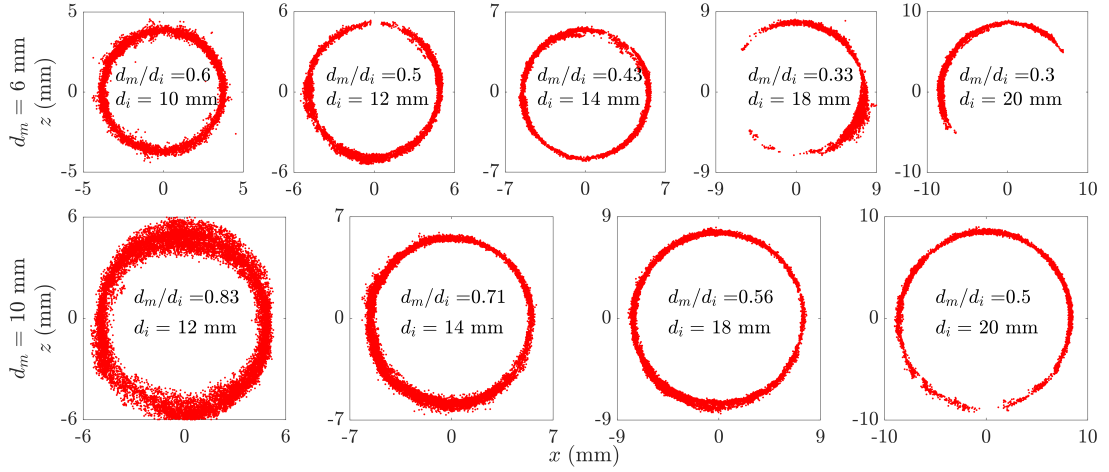 d_m = 6 mm
z (mm)
5
0
-5
-5 0 5
d_m/d_i =0.6
d_i = 10 mm
6
0
-6
-6 0 6
d_m/d_i =0.5
d_i = 12 mm
7
0
-7
-7 0 7
d_m/d_i =0.43
d_i = 14 mm
9
0
-9
-9 0 9
d_m/d_i =0.33
d_i = 18 mm
10
0
-10
-10 0 10
d_m/d_i =0.3
d_i = 20 mm
d_m = 10 mm
z (mm)
6
0
-6
-6 0 6
d_m/d_i =0.83
d_i = 12 mm
7
0
-7
-7 0 7
d_m/d_i =0.71
d_i = 14 mm
9
0
-9
-9 0 9
d_m/d_i =0.56
d_i = 18 mm
10
0
-10
-10 0 10
d_m/d_i =0.5
d_i = 20 mm
x (mm)